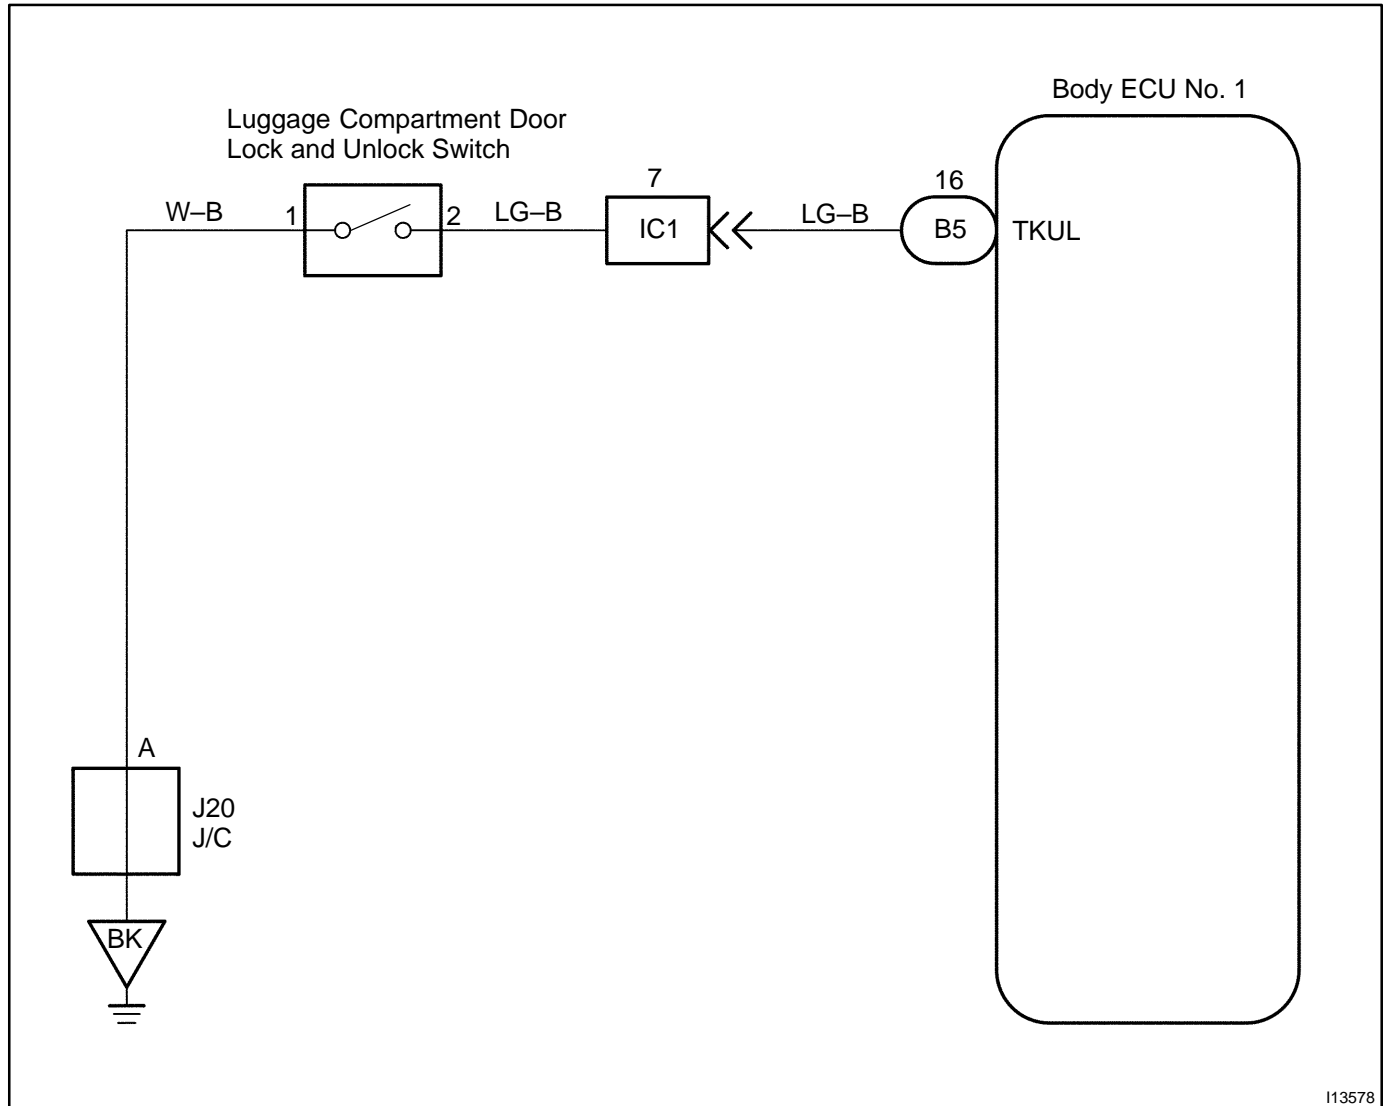 Body ECU No. 1
Luggage Compartment Door
Lock and Unlock Switch
W–B
1
2
LG–B
7
IC1
LG–B
16
B5
TKUL
A
J20
J/C
BK
I13578